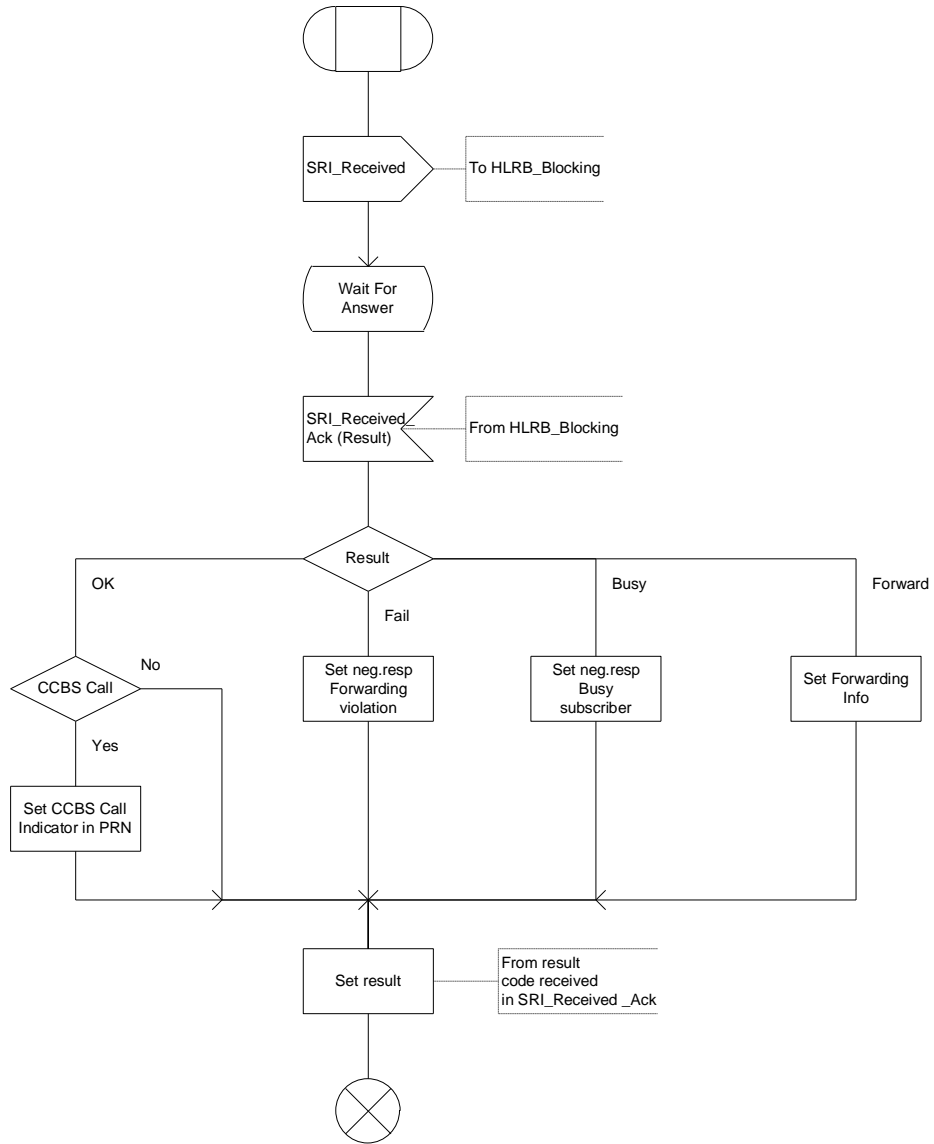 SRI_Received
To HLRB_Blocking
Wait For
Answer
SRI_Received_
Ack (Result)
From HLRB_Blocking
Result
OK
Fail
Busy
Forward
CCBS Call
No
Yes
Set neg.resp
Forwarding
violation
Set neg.resp
Busy
subscriber
Set Forwarding
Info
Set CCBS Call
Indicator in PRN
Set result
From result
code received
in SRI_Received _Ack